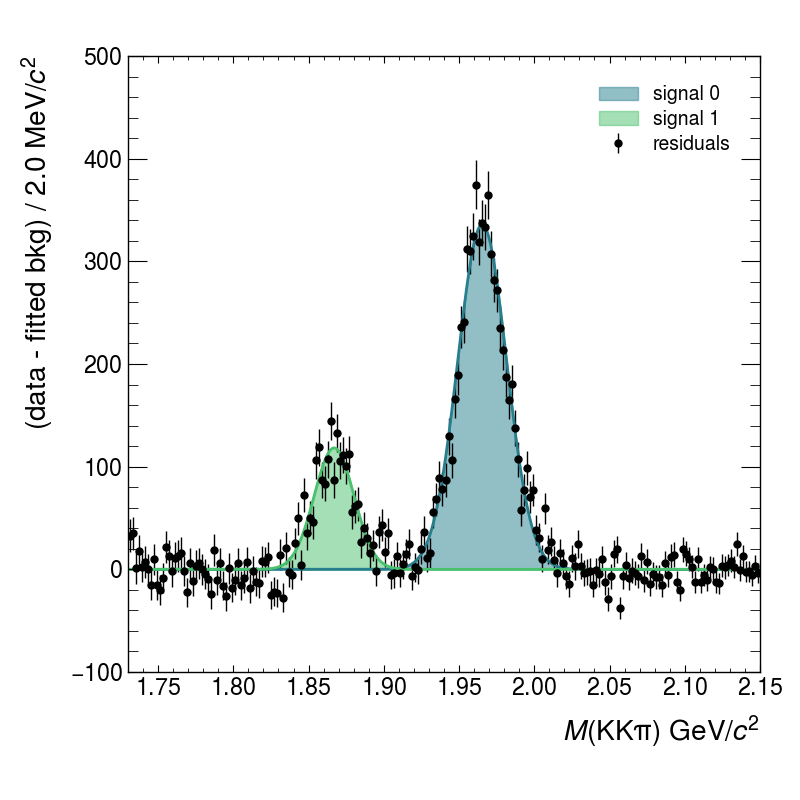 (data - fitted bkg) / 2.0 MeV/c²
500
400
300
200
100
0
−100
signal 0
signal 1
residuals
1.75 1.80 1.85 1.90 1.95 2.00 2.05 2.10 2.15
M(KKπ) GeV/c²